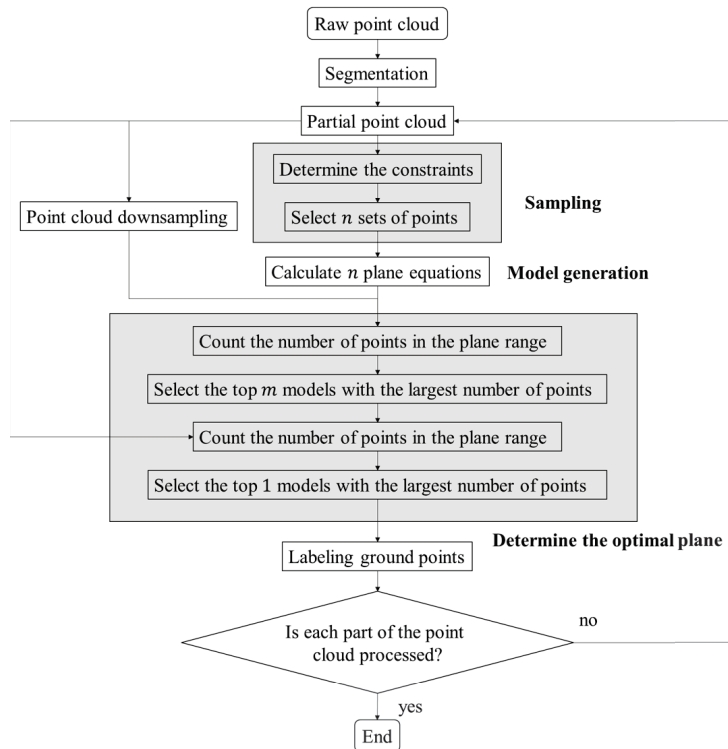 Raw point cloud
Segmentation
Partial point cloud
Determine the constraints
Sampling
Point cloud downsampling
Select n sets of points
Calculate n plane equations
Model generation
Count the number of points in the plane range
Select the top m models with the largest number of points
Count the number of points in the plane range
Select the top 1 models with the largest number of points
Determine the optimal plane
Labeling ground points
Is each part of the point
cloud processed?
no
yes
End